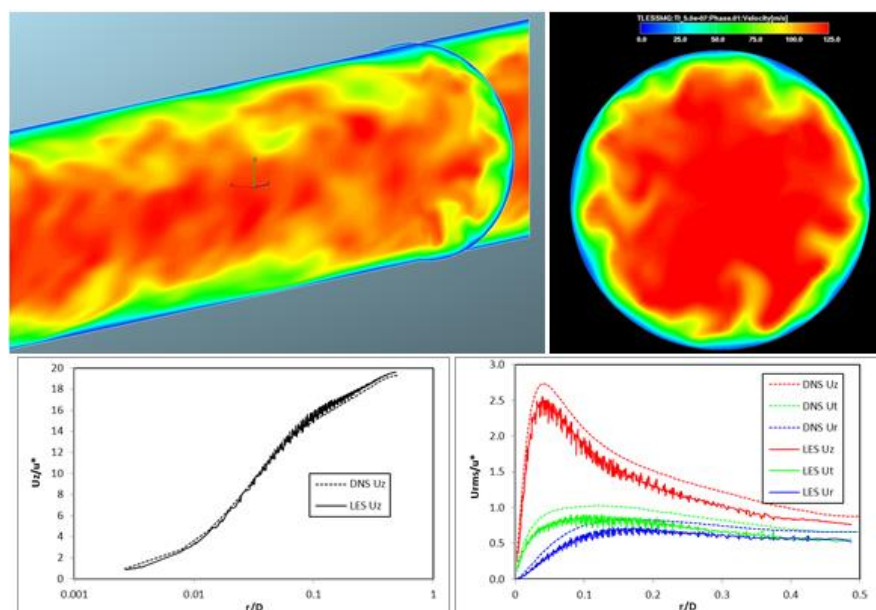 TLESSMG:TI_5.0e-07:Phase.01:Velocity[m/s]
0.0 25.0 50.0 75.0 100.0 125.0
20
18
16
14
12
10
8
6
4
2
0
Uz/u*
DNS Uz
LES Uz
0.001 0.01 0.1 1
r/D
3.0
2.5
2.0
1.5
1.0
0.5
0.0
Urms/u*
DNS Uz
DNS Ut
DNS Ur
LES Uz
LES Ut
LES Ur
0 0.1 0.2 0.3 0.4 0.5
r/D